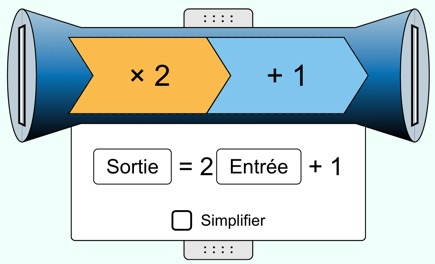 × 2 + 1
Sortie = 2 Entrée + 1
Simplifier